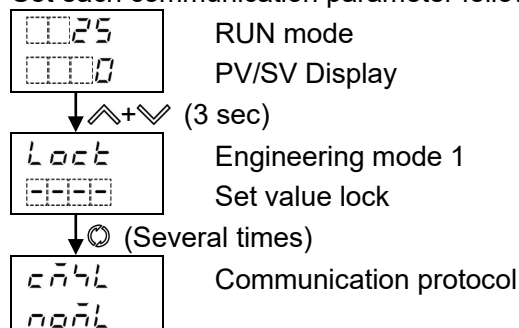 Set each communication parameter
25 RUN mode
0 PV/SV Display
+ (3 sec)
Lock Engineering mode 1
---- Set value lock
(Several times)
cmsl Communication protocol
noml